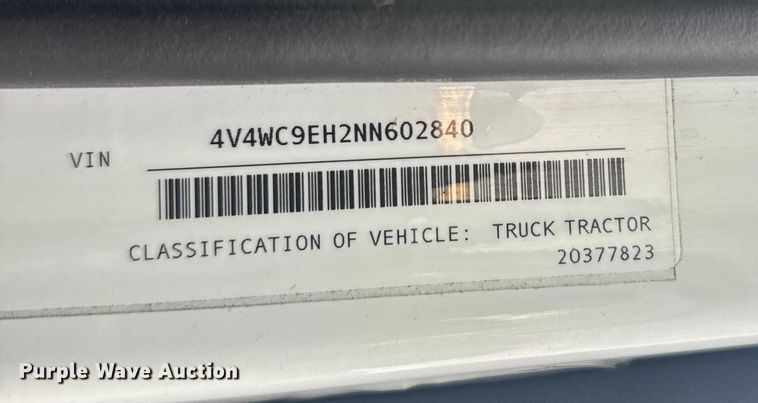 4V4WC9EH2NN602840
VIN
CLASSIFICATION OF VEHICLE: TRUCK TRACTOR
20377823
Purple Wave Auction